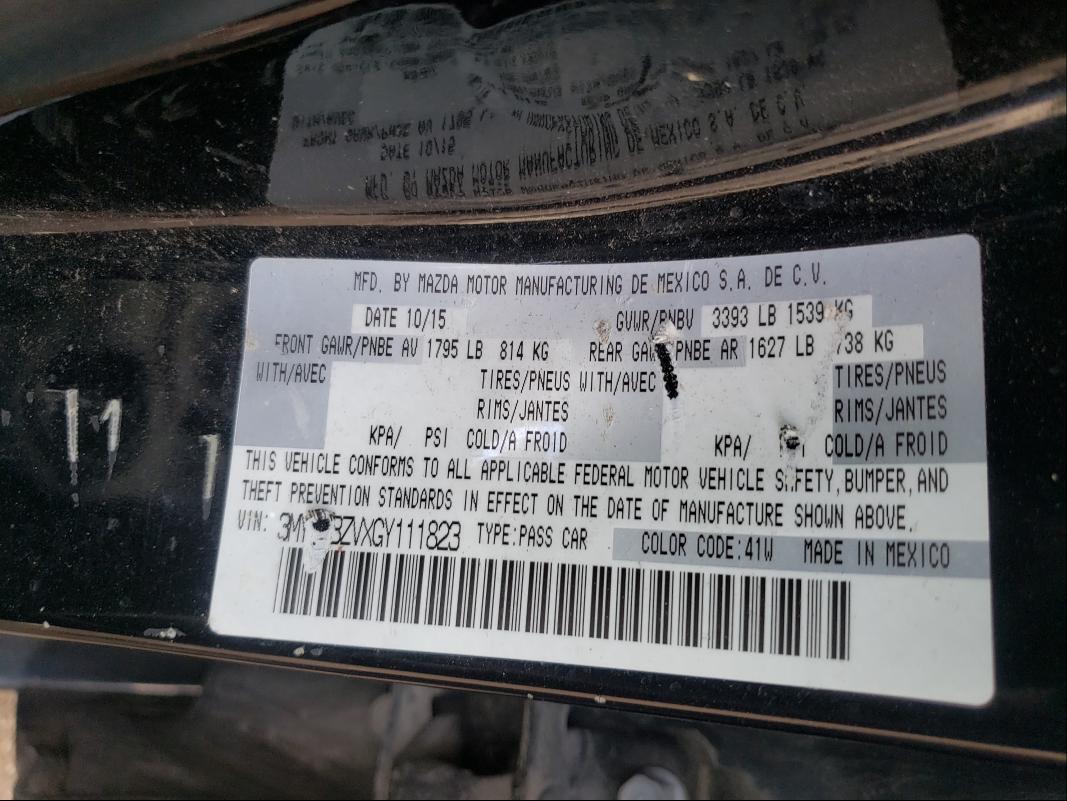 MFD. BY MAZDA MOTOR MANUFACTURING DE MEXICO S.A. DE C.V.
DATE 10/15 GVWR/PNBV 3393 LB 1539 KG
FRONT GAWR/PNBE AV 1795 LB 814 KG REAR PNBE AR 1627 LB KG
WITH/AVEC TIRES/PNEUS WITH/AVEC TIRES/PNEUS
RIMS/JANTES RIMS/JANTES
KPA/ PSI COLD/A FROID KPA/ COLD/A FROID
THIS VEHICLE CONFORMS TO ALL APPLICABLE FEDERAL MOTOR VEHICLE SAFETY, BUMPER, AND
THEFT PREVENTION STANDARDS IN EFFECT ON THE DATE OF MANUFACTURE SHOWN ABOVE.
VIN: TYPE:PASS CAR COLOR CODE:41W MADE IN MEXICO